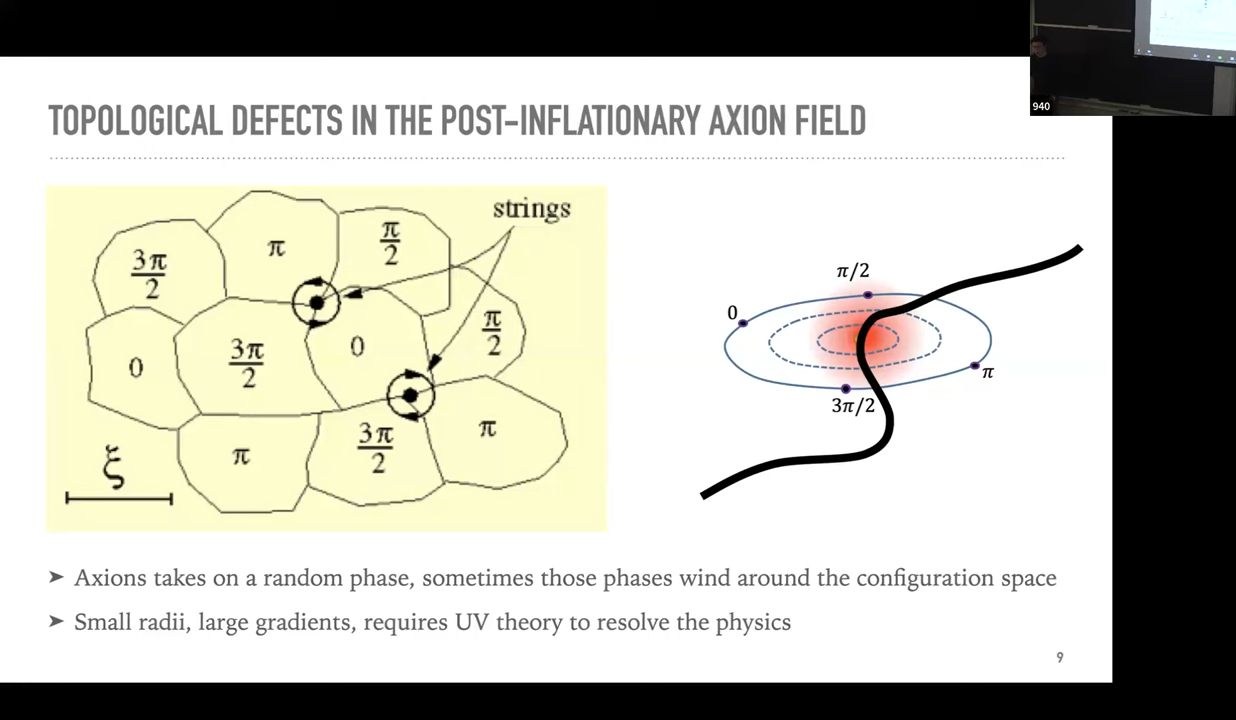 940
TOPOLOGICAL DEFECTS IN THE POST-INFLATIONARY AXION FIELD
strings
3π/2
π
π/2
0
3π/2
0
π/2
π
3π/2
π
ξ
π/2
0
π
3π/2
➤ Axions takes on a random phase, sometimes those phases wind around the configuration space
➤ Small radii, large gradients, requires UV theory to resolve the physics
9